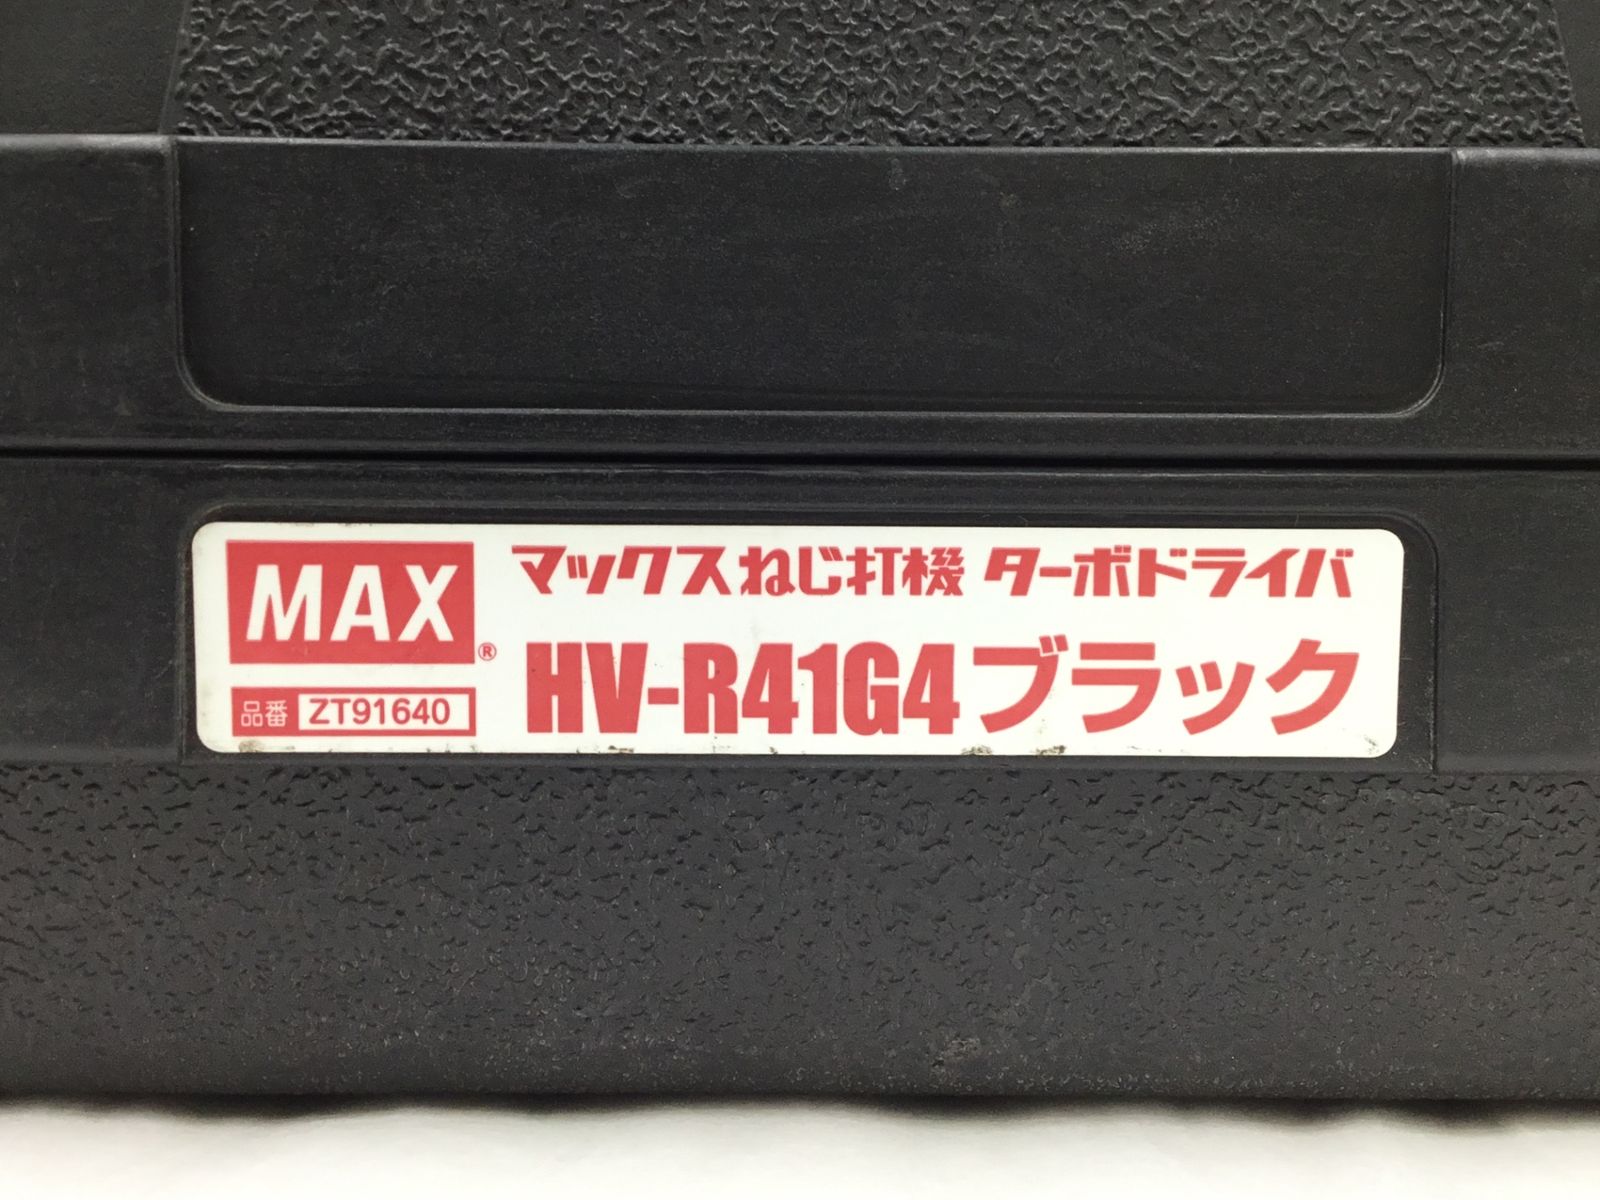 MAX®
品番 ZT91640
マックスねじ打機 ターボドライバ
HV-R41G4ブラック